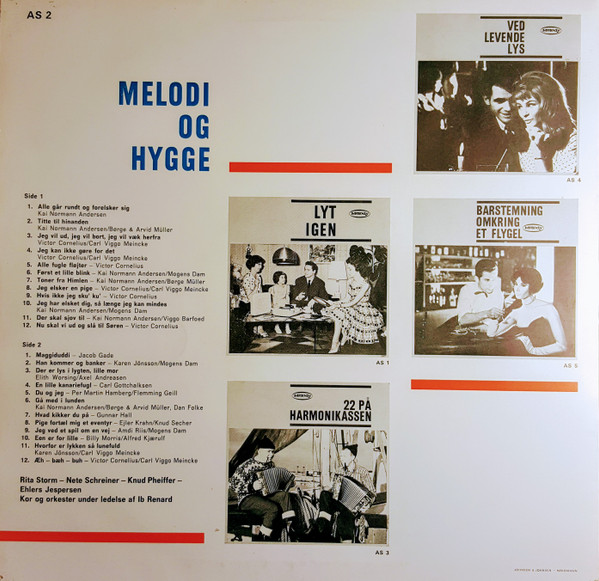 AS 2
MELODI
OG
HYGGE
Side 1
1. Alle går rundt og forelsker sig
Kai Normann Andersen
2. Titte til hinanden
Kai Normann Andersen/Børge & Arvid Müller
3. Jeg vil ud, jeg vil bort, jeg vil væk herfra
Victor Cornelius/Carl Viggo Meincke
4. Jeg kan ikke gøre for det
Victor Cornelius/Carl Viggo Meincke
5. Alle fugle fløjter – Victor Cornelius
6. Først et lille blink – Kai Normann Andersen/Mogens Dam
7. Toner fra Himlen – Kai Normann Andersen/Børge Müller
8. Jeg elsker en pige – Victor Cornelius/Carl Viggo Meincke
9. Hvis ikke jeg sku' ku' – Victor Cornelius
10. Jeg har elsket dig, så længe jeg kan mindes
Kai Normann Andersen/Mogens Dam
11. Der skal sjov til – Kai Normann Andersen/Viggo Barfoed
12. Nu skal vi ud og slå til Søren – Victor Cornelius
Side 2
1. Maggiduddi – Jacob Gade
2. Han kommer og banker – Karen Jönsson/Mogens Dam
3. Der er lys i lygten, lille mor
Elith Worsing/Axel Andreasen
4. En lille kanariefugl – Carl Gottchalksen
5. Du og jeg – Per Martin Hamberg/Flemming Geill
6. Gå med i lunden
Kai Normann Andersen/Børge & Arvid Müller, Dan Folke
7. Hvad kikker du på – Gunnar Hall
8. Pige fortæl mig et eventyr – Ejler Krahn/Knud Secher
9. Jeg ved et spil om en vej – Amdi Riis/Mogens Dam
10. Een er for lille – Billy Morris/Alfred Kjærulf
11. Hvorfor er lykken så lunefuld
Karen Jönsson/Carl Viggo Meincke
12. Æh – bæh – buh – Victor Cornelius/Carl Viggo Meincke
Rita Storm – Nete Schreiner – Knud Pheiffer –
Ehlers Jespersen
Kor og orkester under ledelse af Ib Renard
VED
LEVENDE
LYS
AS 4
LYT
IGEN
AS 1
BARSTEMNING
OMKRING
ET FLYGEL
AS 5
22 PÅ
HARMONIKASSEN
AS 3